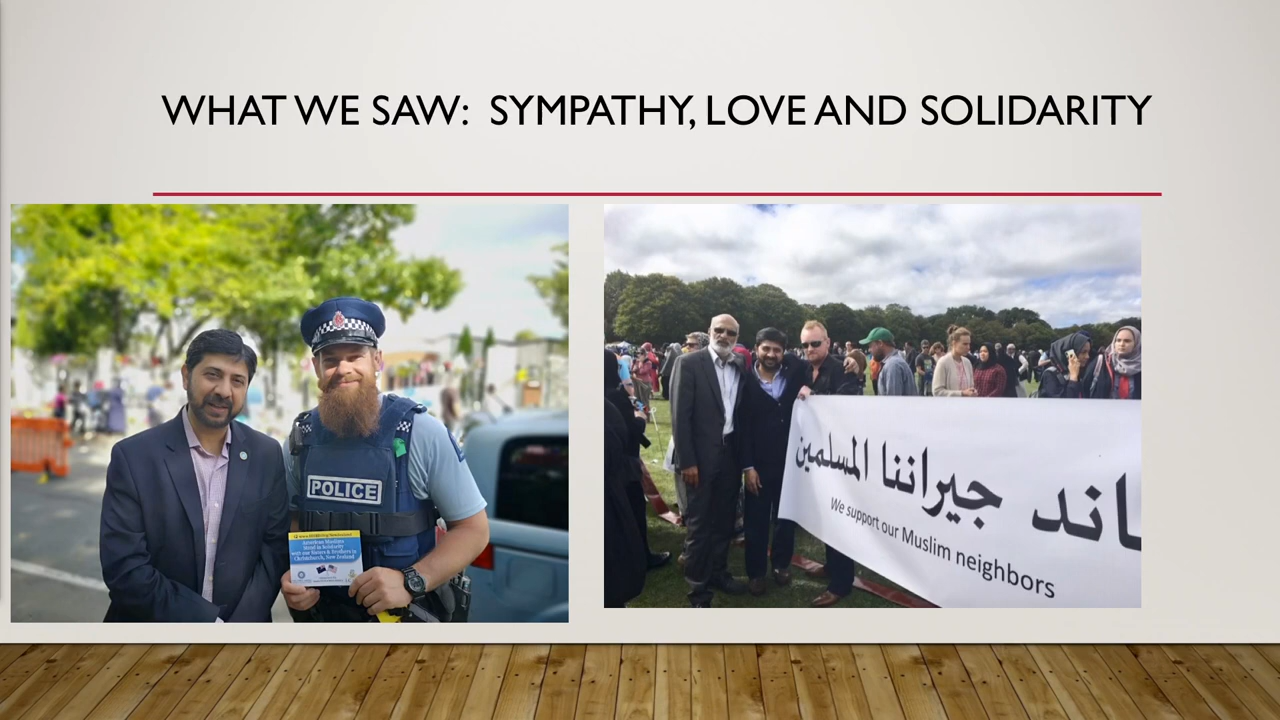 WHAT WE SAW:  SYMPATHY, LOVE AND SOLIDARITY
POLICE
American Muslims
Stand in Solidarity
with our Sisters & Brothers in
Christchurch, New Zealand
ـاند جيراننا المسلمين
We support our Muslim neighbors